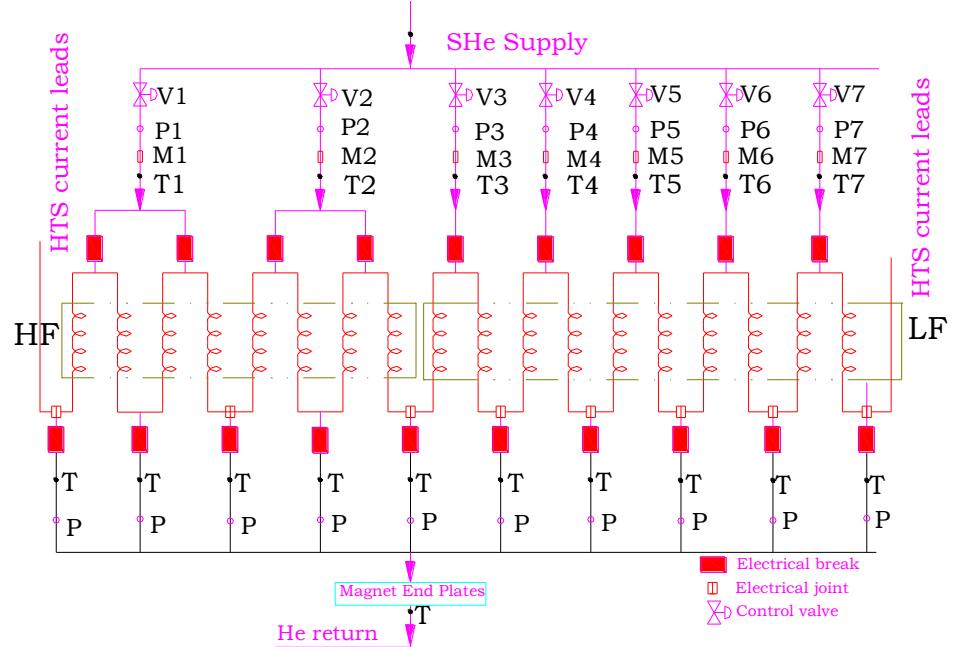 SHe Supply
HTS current leads
HTS current leads
V1 V2 V3 V4 V5 V6 V7
P1 P2 P3 P4 P5 P6 P7
M1 M2 M3 M4 M5 M6 M7
T1 T2 T3 T4 T5 T6 T7
HF LF
T T T T T T T T T T
P P P P P P P P P P
Electrical break
Magnet End Plates
Electrical joint
T
Control valve
He return